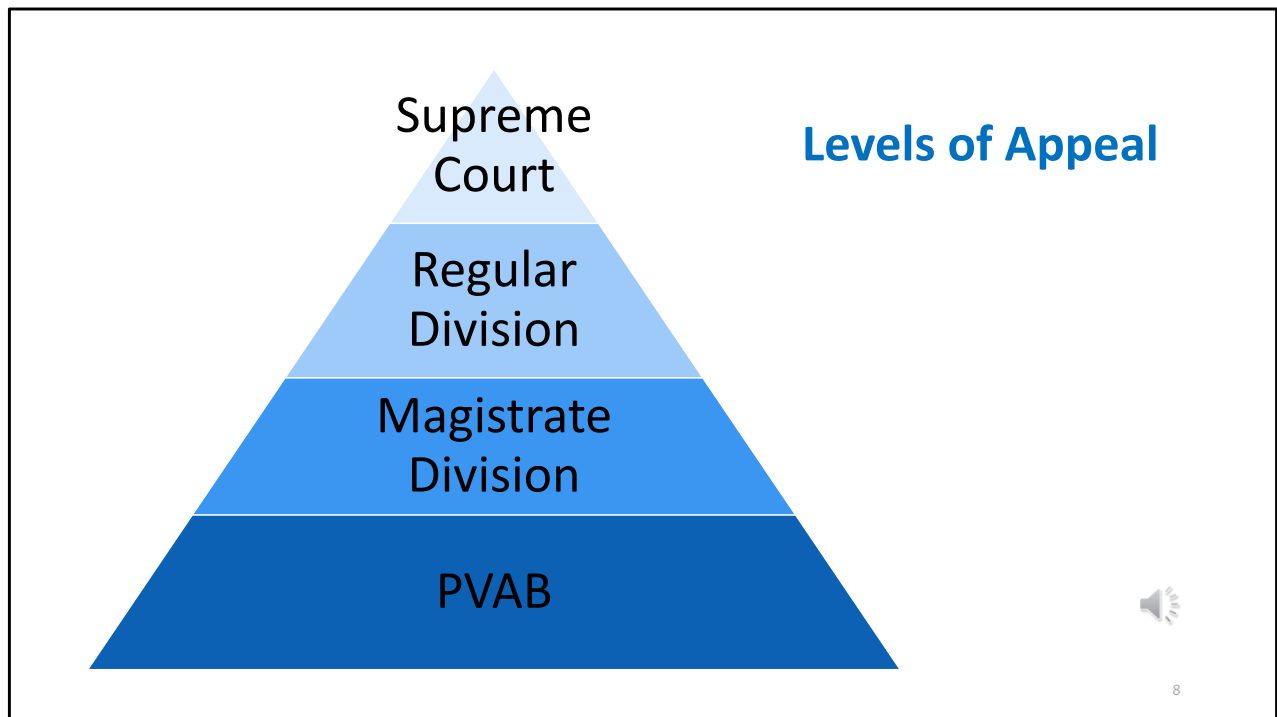 Supreme
Court
Levels of Appeal
Regular
Division
Magistrate
Division
PVAB
8